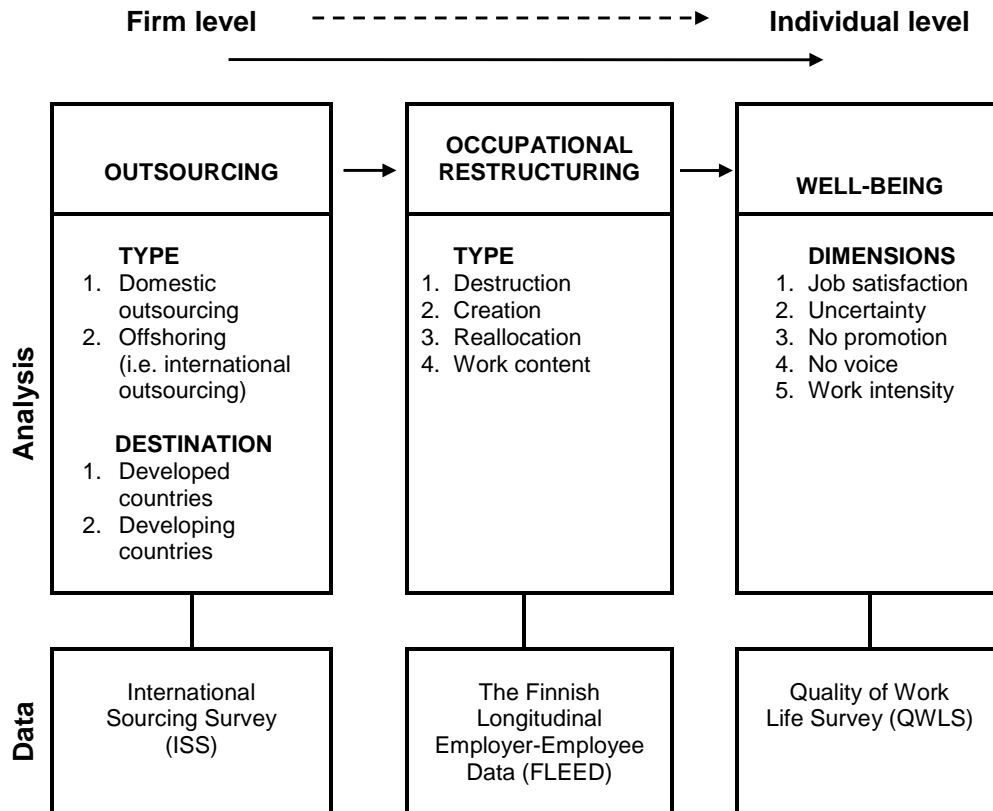 Firm level
Individual level
OUTSOURCING
OCCUPATIONAL
RESTRUCTURING
WELL-BEING
Analysis
TYPE
1. Domestic
outsourcing
2. Offshoring
(i.e. international
outsourcing)
DESTINATION
1. Developed
countries
2. Developing
countries
TYPE
1. Destruction
2. Creation
3. Reallocation
4. Work content
DIMENSIONS
1. Job satisfaction
2. Uncertainty
3. No promotion
4. No voice
5. Work intensity
Data
International
Sourcing Survey
(ISS)
The Finnish
Longitudinal
Employer-Employee
Data (FLEED)
Quality of Work
Life Survey (QWLS)